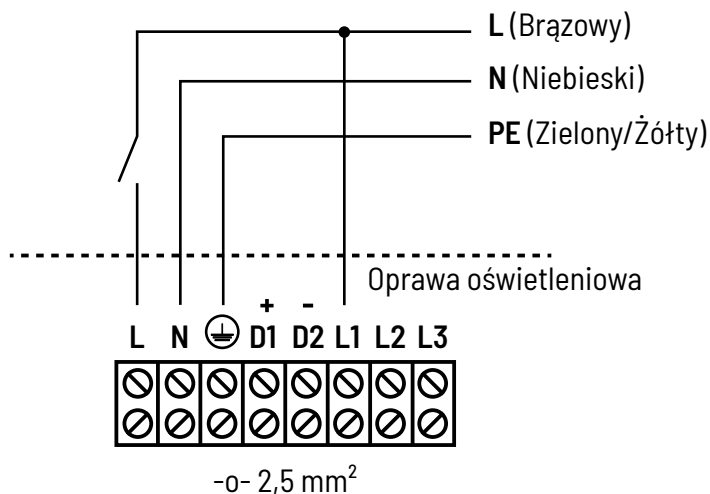 L (Brązowy)
N (Niebieski)
PE (Zielony/Żółty)
Oprawa oświetleniowa
+ -
L N D1 D2 L1 L2 L3
-o- 2,5 mm²